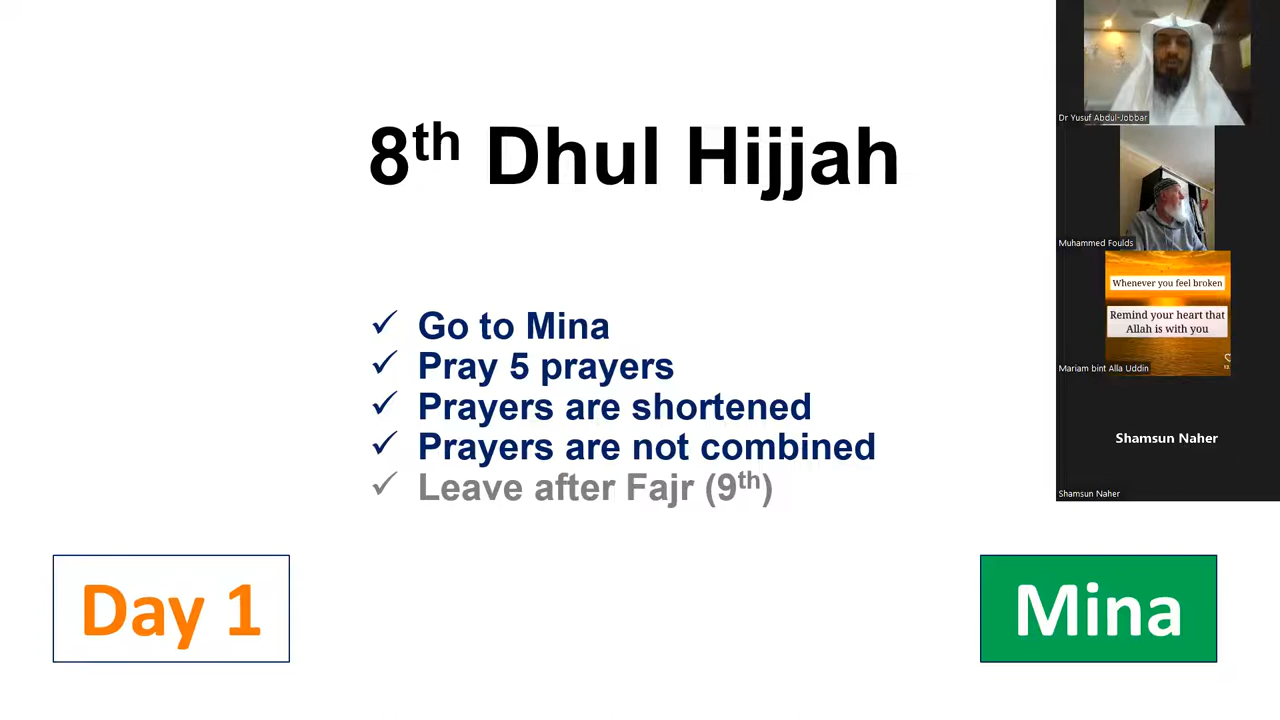 8th Dhul Hijjah
✓ Go to Mina
✓ Pray 5 prayers
✓ Prayers are shortened
✓ Prayers are not combined
✓ Leave after Fajr (9th)
Day 1
Mina
Dr Yusuf Abdul-Jobbar
Muhammed Foulds
Whenever you feel broken
Remind your heart that
Allah is with you
Mariam bint Alla Uddin
Shamsun Naher
Shamsun Naher